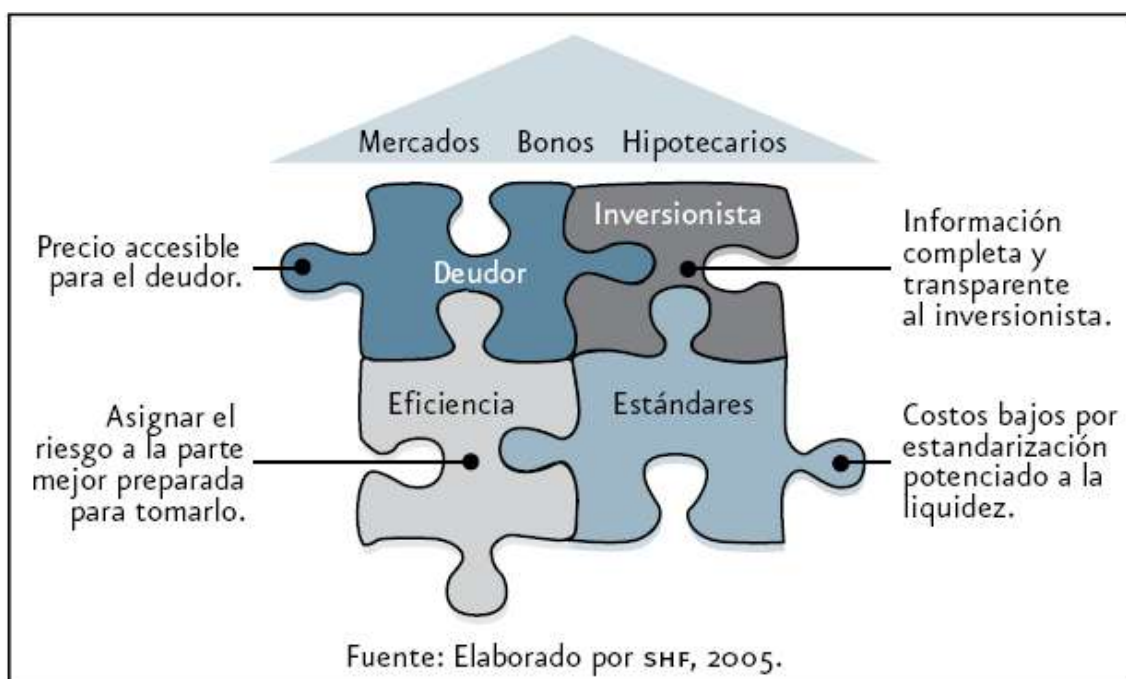 Mercados Bonos Hipotecarios
Inversionista
Deudor
Precio accesible
para el deudor.
Información
completa y
transparente
al inversionista.
Eficiencia
Estándares
Asignar el
riesgo a la parte
mejor preparada
para tomarlo.
Costos bajos por
estandarización
potenciado a la
liquidez.
Fuente: Elaborado por SHF, 2005.